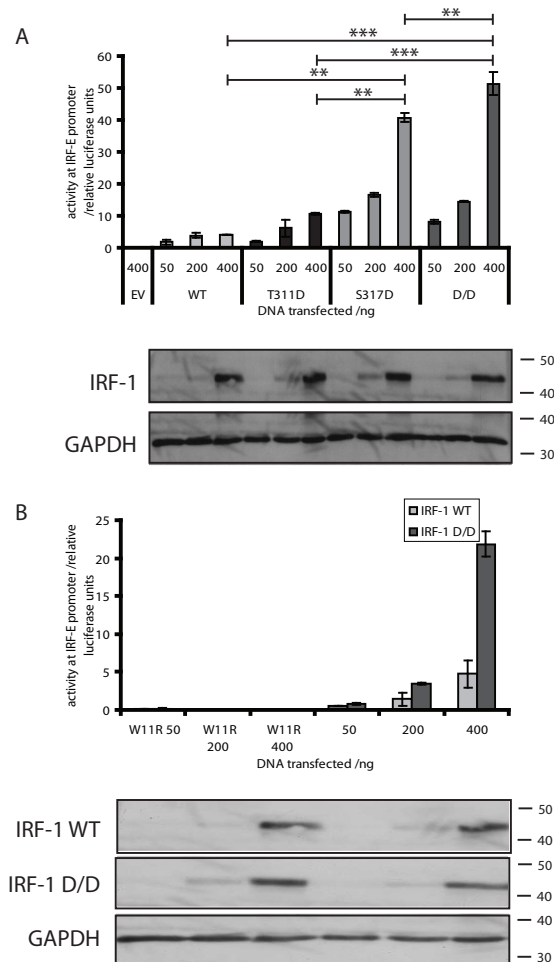 A
**
***
***
**
**
activity at IRF-E promoter
/relative luciferase units
60
50
40
30
20
10
0
400 50 200 400 50 200 400 50 200 400 50 200 400
EV WT T311D S317D D/D
DNA transfected /ng
IRF-1
50
40
GAPDH
40
30
B
IRF-1 WT
IRF-1 D/D
activity at IRF-E promoter /relative
luciferase units
25
20
15
10
5
0
W11R 50 W11R 200 W11R 400 50 200 400
DNA transfected /ng
IRF-1 WT
50
40
IRF-1 D/D
50
40
GAPDH
40
30